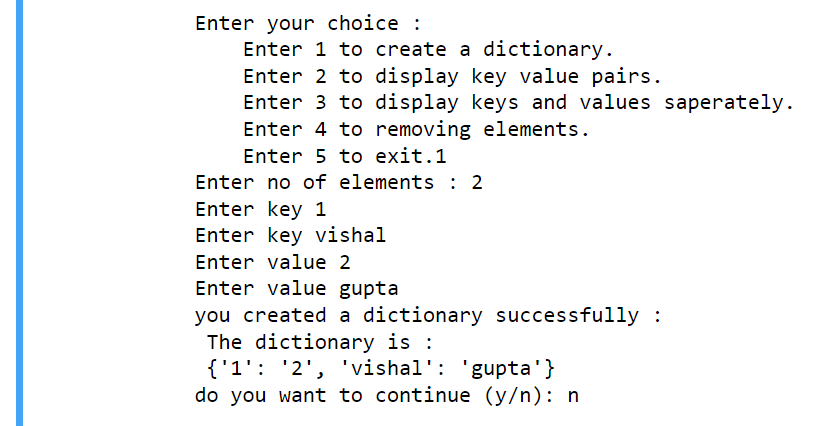 Enter your choice :
    Enter 1 to create a dictionary.
    Enter 2 to display key value pairs.
    Enter 3 to display keys and values saperately.
    Enter 4 to removing elements.
    Enter 5 to exit.1
Enter no of elements : 2
Enter key 1
Enter key vishal
Enter value 2
Enter value gupta
you created a dictionary successfully :
 The dictionary is :
 {'1': '2', 'vishal': 'gupta'}
do you want to continue (y/n): n